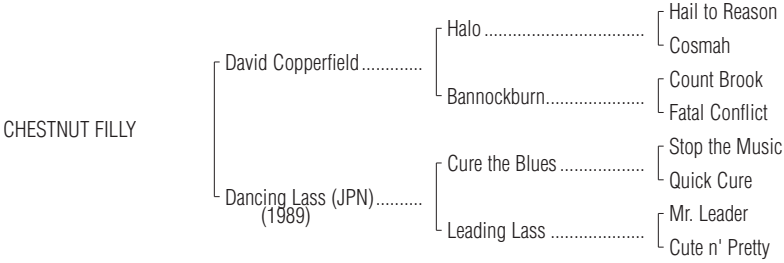 Hail to Reason
Halo ................................
Cosmah
David Copperfield.............
Count Brook
Bannockburn....................
Fatal Conflict
CHESTNUT FILLY
Stop the Music
Cure the Blues .................
Quick Cure
Dancing Lass (JPN)..........
(1989)
Mr. Leader
Leading Lass ...................
Cute n' Pretty